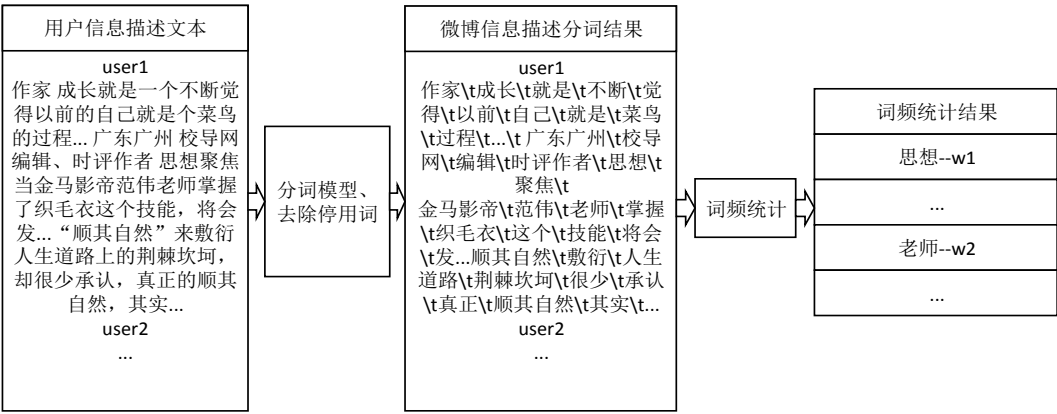 用户信息描述文本
user1
作家 成长就是一个不断觉
得以前的自己就是个菜鸟
的过程... 广东广州 校导网
编辑、时评作者 思想聚焦
当金马影帝范伟老师掌握
了织毛衣这个技能，将会
发...“顺其自然”来敷衍
人生道路上的荆棘坎坷，
却很少承认，真正的顺其
自然，其实...
user2
...
分词模型、
去除停用词
微博信息描述分词结果
user1
作家\t成长\t就是\t不断\t觉
得\t以前\t自己\t就是\t菜鸟
\t过程\t...\t 广东广州\t校导
网\t编辑\t时评作者\t思想\t
聚焦\t
金马影帝\t范伟\t老师\t掌握
\t织毛衣\t这个\t技能\t将会
\t发...顺其自然\t敷衍\t人生
道路\t荆棘坎坷\t很少\t承认
\t真正\t顺其自然\t其实\t...
user2
...
词频统计
词频统计结果
思想--w1
...
老师--w2
...